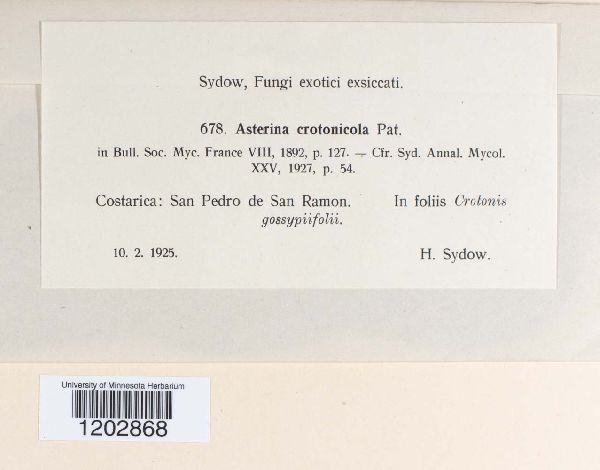 Sydow, Fungi exotici exsiccati.
678. Asterina crotonicola Pat.
in Bull. Soc. Myc. France VIII, 1892, p. 127. — Cfr. Syd. Annal. Mycol.
XXV, 1927, p. 54.
Costarica: San Pedro de San Ramon. In foliis Crotonis
gossypiifolii.
10. 2. 1925. H. Sydow.
University of Minnesota Herbarium
1202868